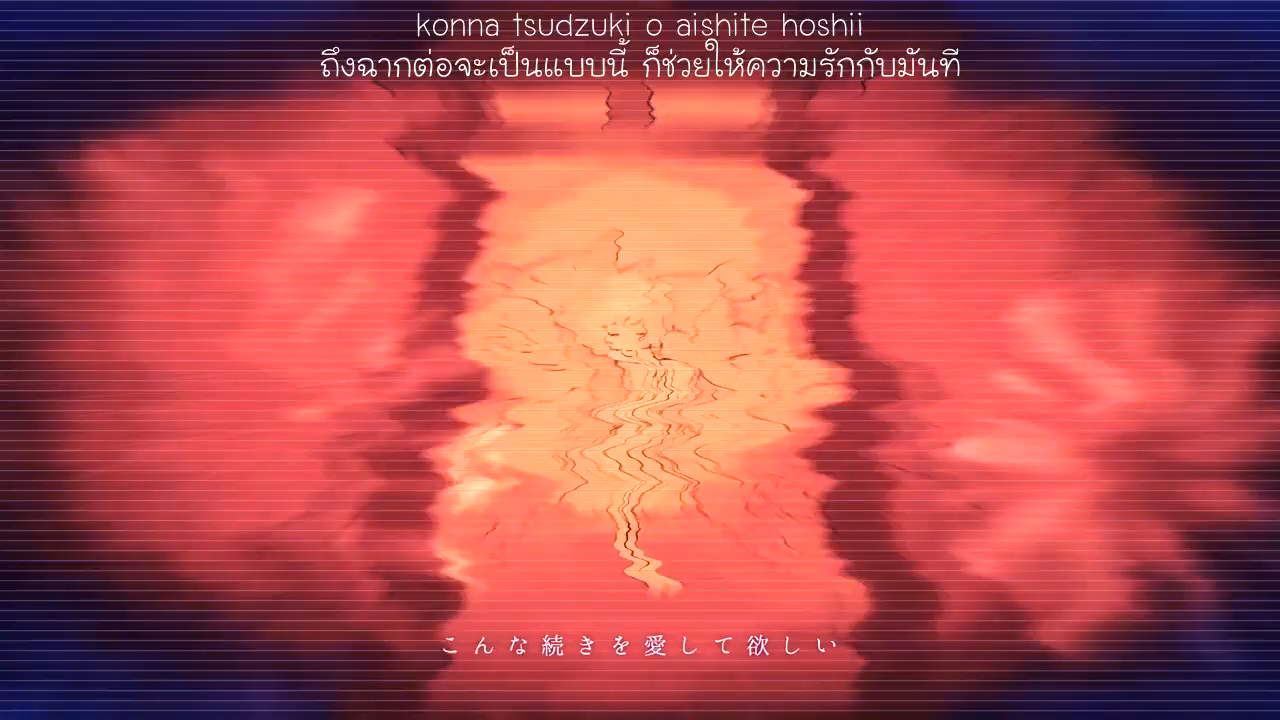 konna tsudzuki o aishite hoshii
ถึงฉากต่อจะเป็นแบบนี้ ก็ช่วยให้ความรักกับมันที
こんな続きを愛して欲しい